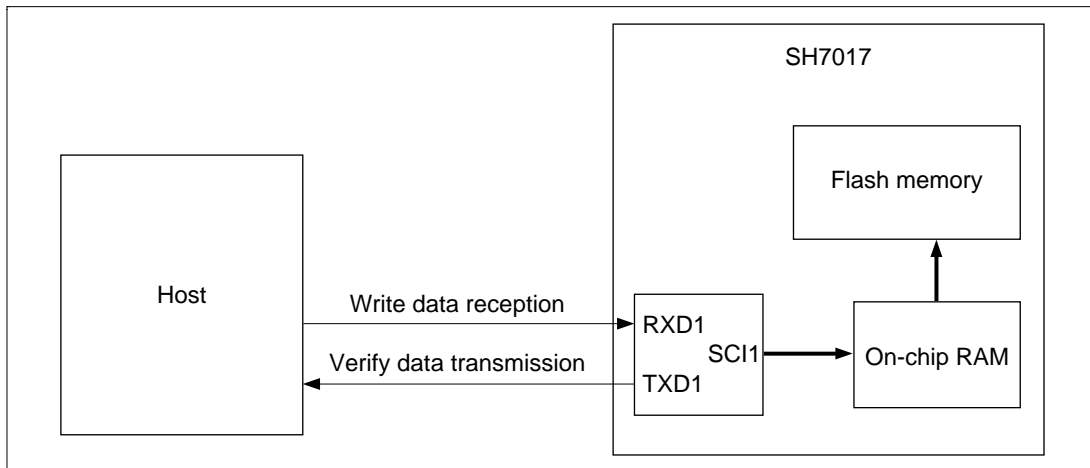 SH7017
Flash memory
Host
Write data reception
RXD1
SCI1
On-chip RAM
Verify data transmission
TXD1